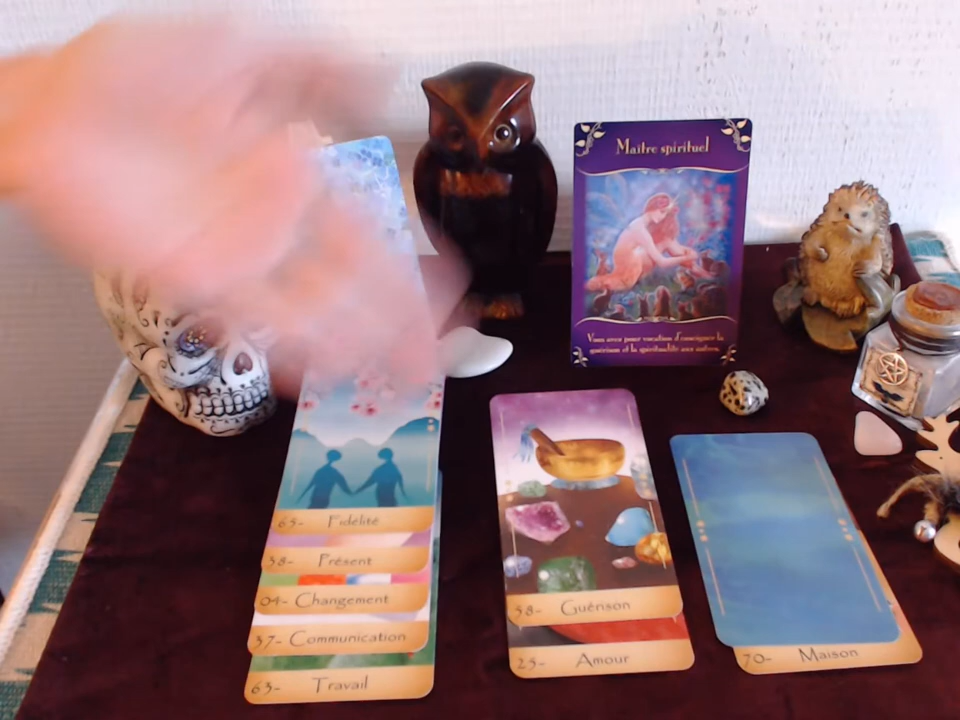 Maître spirituel
Vous avez pour vocation d'enseigner la
guérison et la spiritualité aux autres.
65- Fidélité
38- Présent
04- Changement
37- Communication
63- Travail
38- Guérison
25- Amour
70- Maison